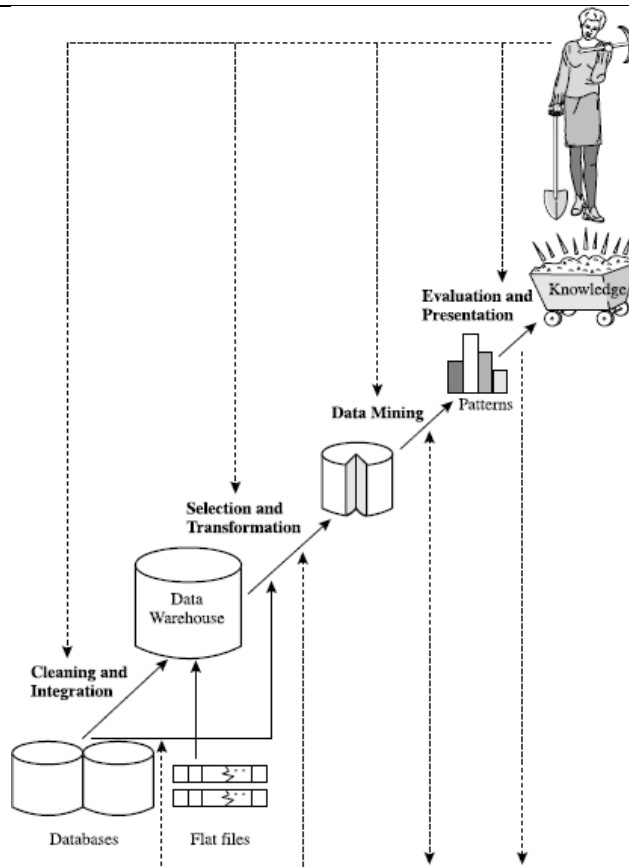 Knowledge
Evaluation and
Presentation
Patterns
Data Mining
Selection and
Transformation
Data
Warehouse
Cleaning and
Integration
Databases
Flat files